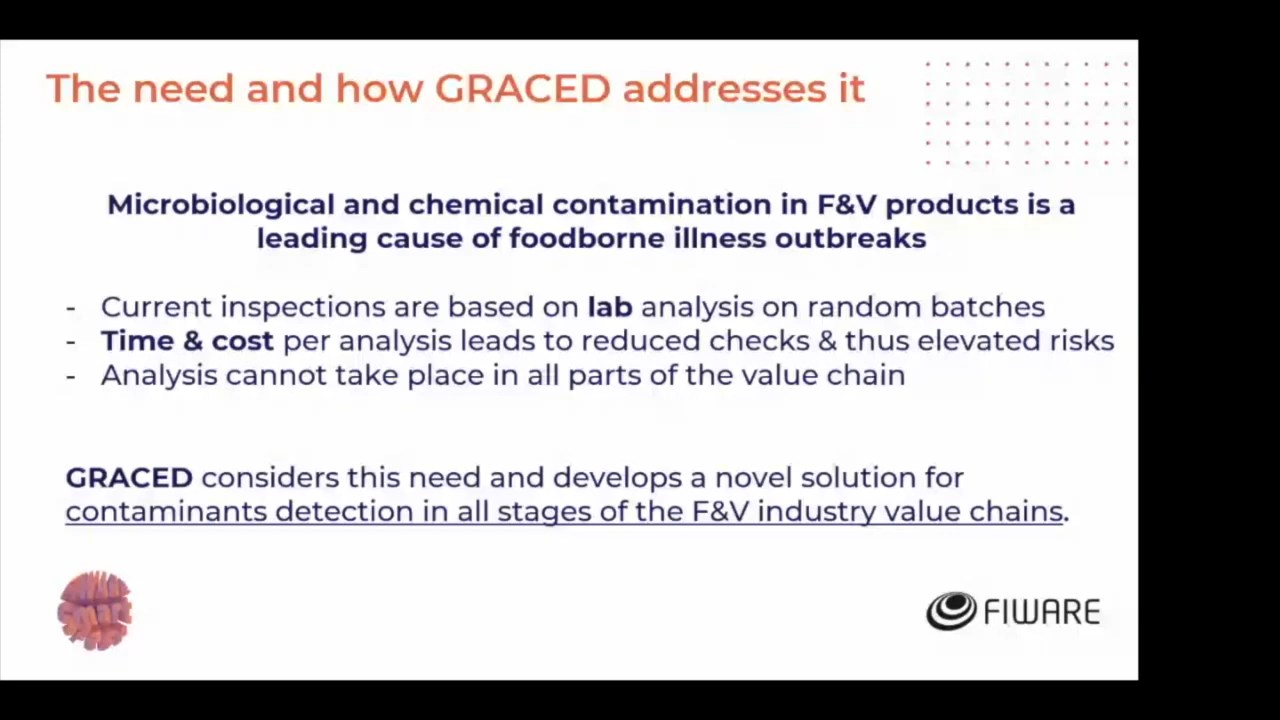 The need and how GRACED addresses it
Microbiological and chemical contamination in F&V products is a
leading cause of foodborne illness outbreaks
- Current inspections are based on lab analysis on random batches
- Time & cost per analysis leads to reduced checks & thus elevated risks
- Analysis cannot take place in all parts of the value chain
GRACED considers this need and develops a novel solution for
contaminants detection in all stages of the F&V industry value chains.
FIWARE